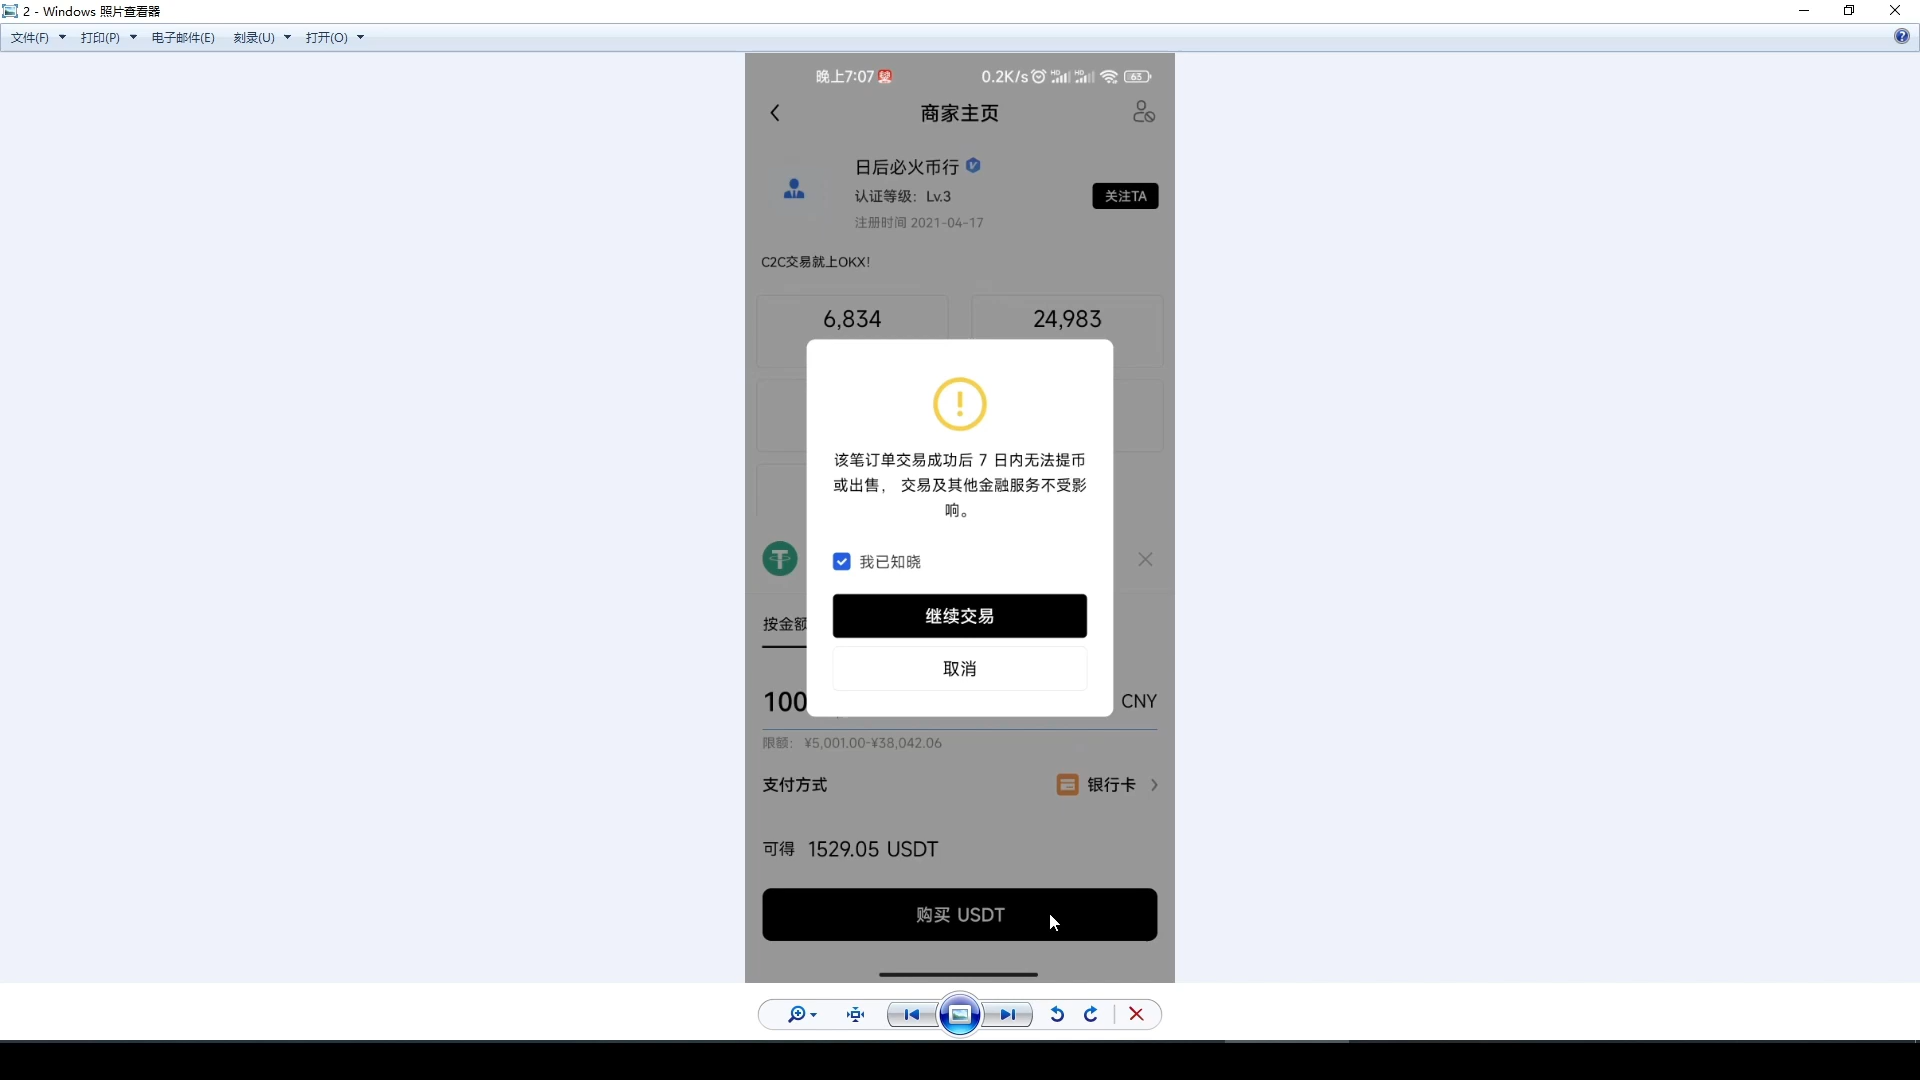 2 - Windows 照片查看器
文件(F) 打印(P) 电子邮件(E) 刻录(U) 打开(O)
晚上7:07 0.2K/s HD HD 63
商家主页
日后必火币行
认证等级: Lv.3
关注TA
注册时间 2021-04-17
C2C交易就上OKX!
6,834 24,983
该笔订单交易成功后 7 日内无法提币
或出售, 交易及其他金融服务不受影
响。
我已知晓
继续交易
取消
按金额
100
CNY
限额: ¥5,001.00-¥38,042.06
支付方式 银行卡
可得 1529.05 USDT
购买 USDT